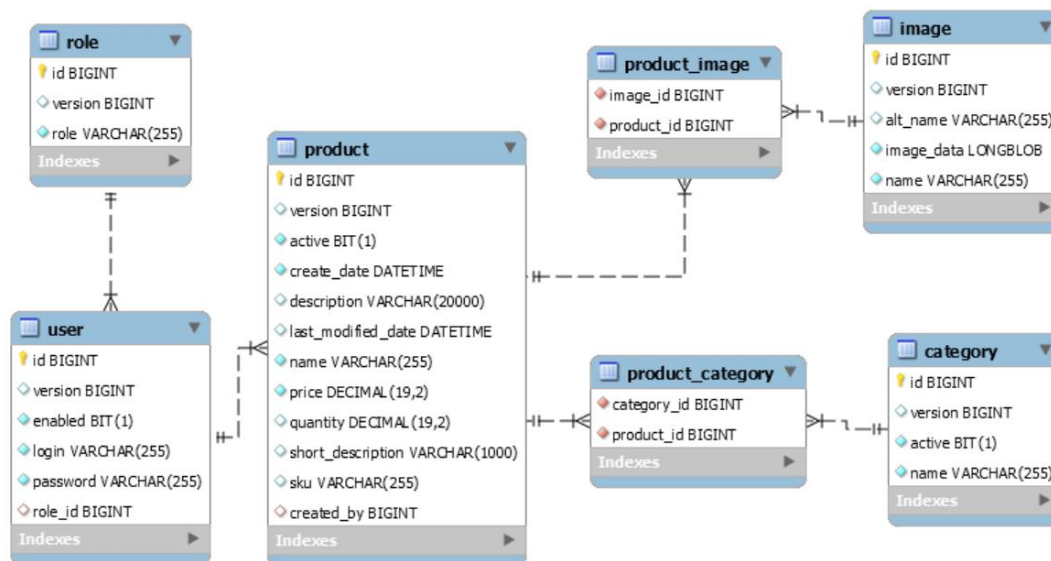 role
id BIGINT
version BIGINT
role VARCHAR(255)
Indexes
user
id BIGINT
version BIGINT
enabled BIT(1)
login VARCHAR(255)
password VARCHAR(255)
role_id BIGINT
Indexes
product
id BIGINT
version BIGINT
active BIT(1)
create_date DATETIME
description VARCHAR(20000)
last_modified_date DATETIME
name VARCHAR(255)
price DECIMAL(19,2)
quantity DECIMAL(19,2)
short_description VARCHAR(1000)
sku VARCHAR(255)
created_by BIGINT
Indexes
product_image
image_id BIGINT
product_id BIGINT
Indexes
image
id BIGINT
version BIGINT
alt_name VARCHAR(255)
image_data LONGBLOB
name VARCHAR(255)
Indexes
product_category
category_id BIGINT
product_id BIGINT
Indexes
category
id BIGINT
version BIGINT
active BIT(1)
name VARCHAR(255)
Indexes